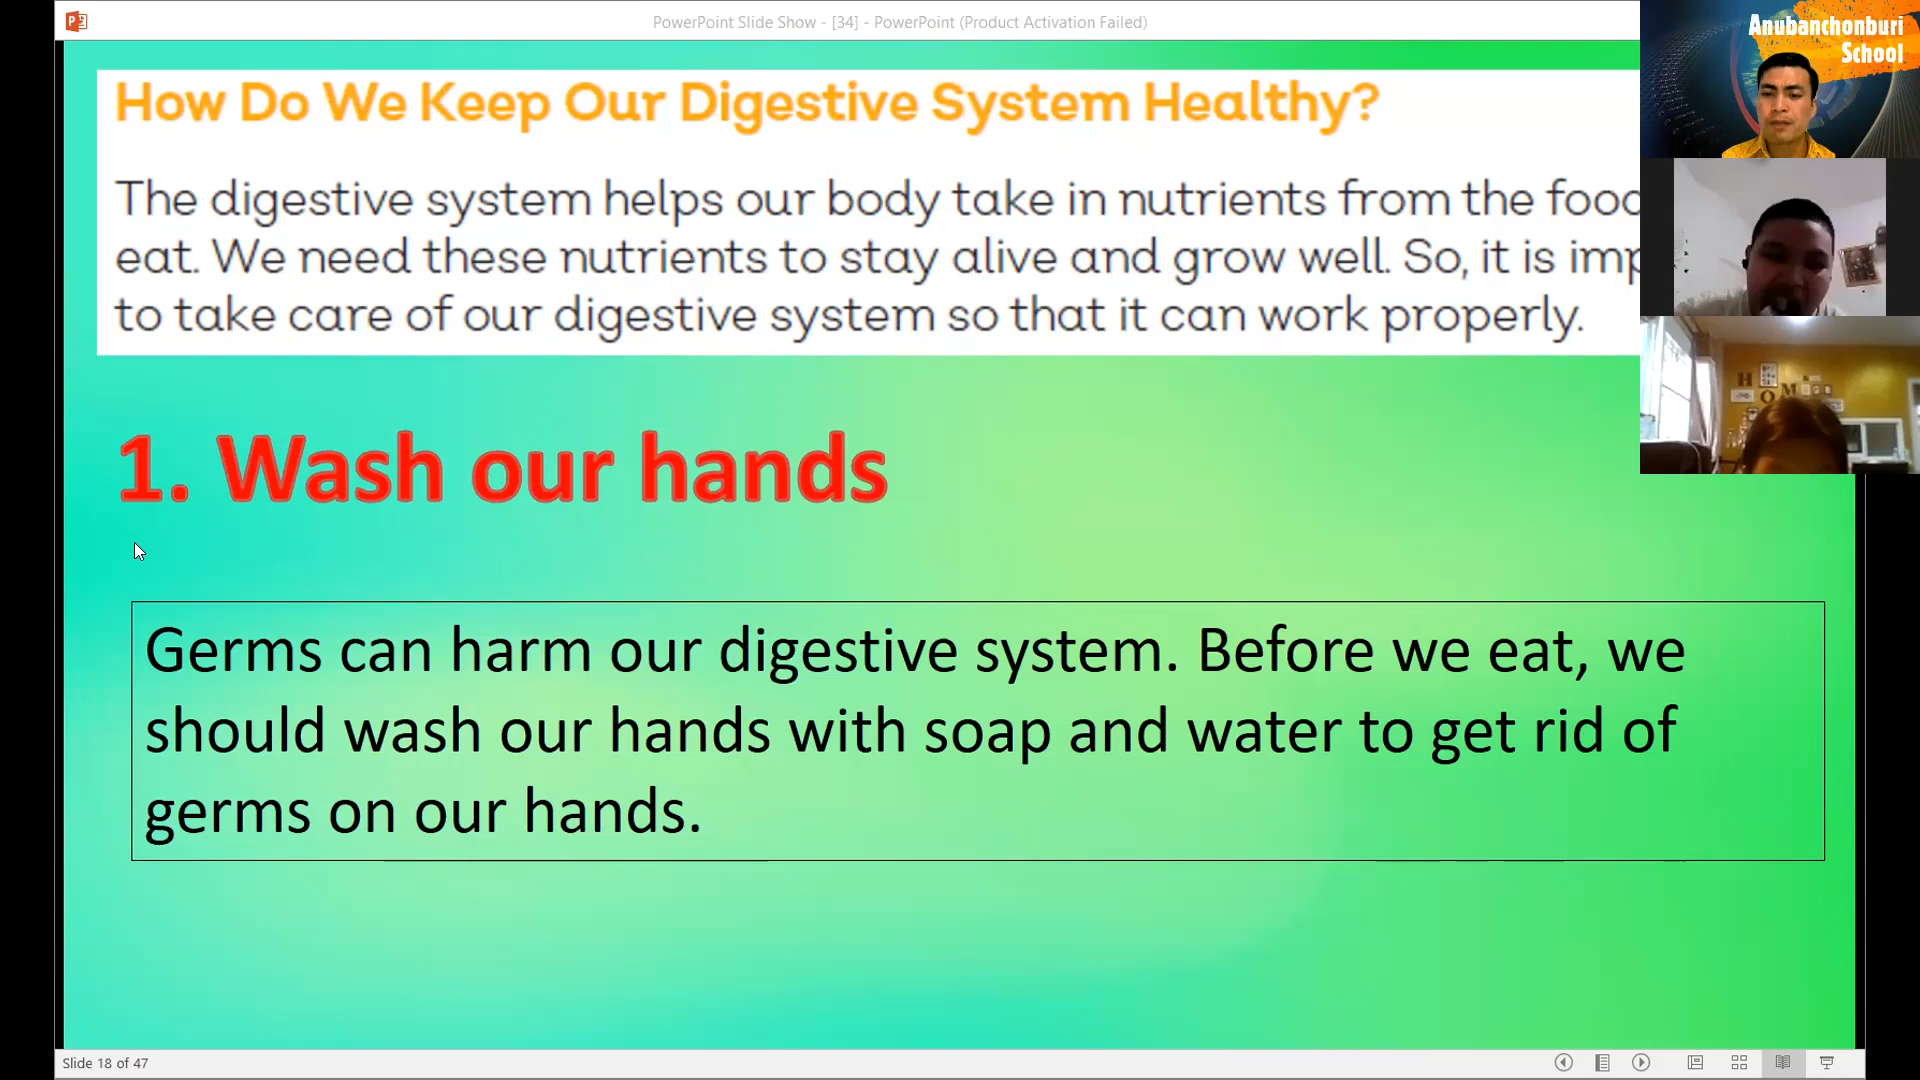 PowerPoint Slide Show - [34] - PowerPoint (Product Activation Failed)
Anubanchonburi
School
How Do We Keep Our Digestive System Healthy?
The digestive system helps our body take in nutrients from the
eat. We need these nutrients to stay alive and grow well. So, it is
to take care of our digestive system so that it can work properly.
HOME
1. Wash our hands
Germs can harm our digestive system. Before we eat, we
should wash our hands with soap and water to get rid of
germs on our hands.
Slide 18 of 47